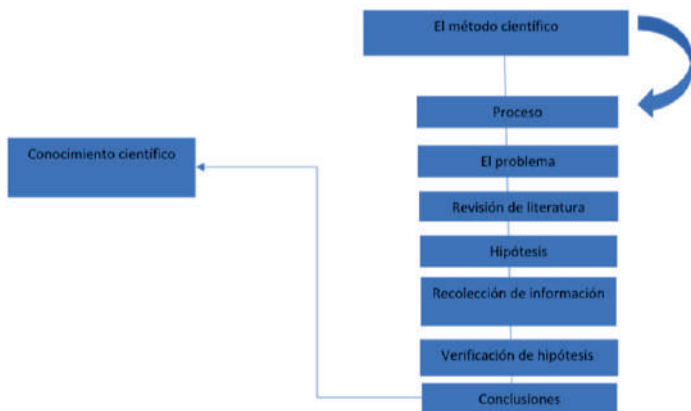 El método científico
Proceso
Conocimiento científico
El problema
Revisión de literatura
Hipótesis
Recolección de información
Verificación de hipótesis
Conclusiones